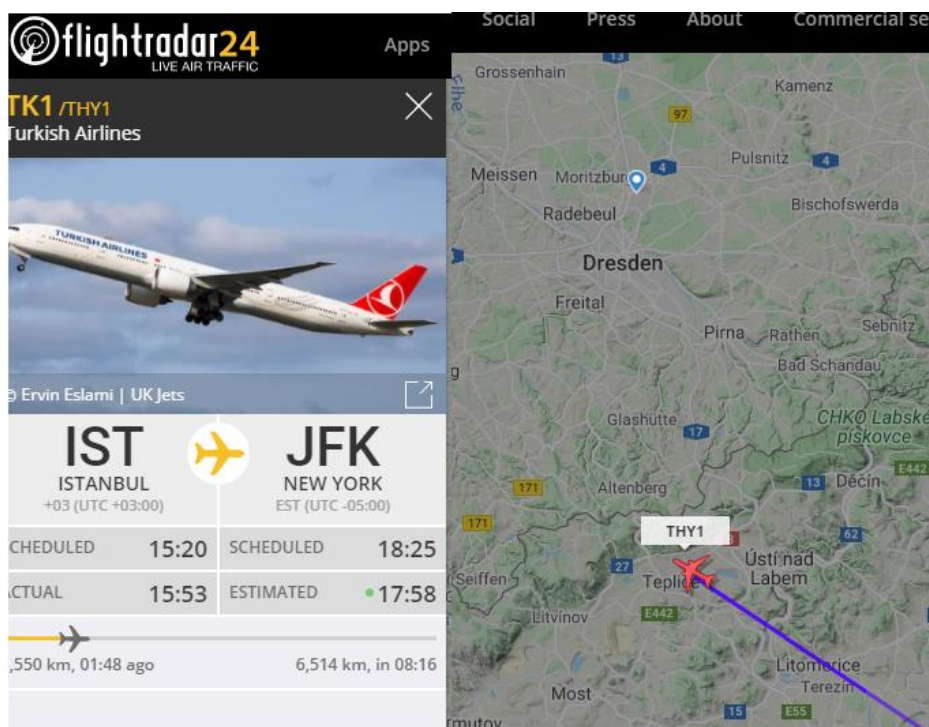 flightradar24
LIVE AIR TRAFFIC
Apps
TK1 /THY1
Turkish Airlines
TURKISH AIRLINES
© Ervin Eslami | UK Jets
IST
ISTANBUL
+03 (UTC +03:00)
JFK
NEW YORK
EST (UTC -05:00)
CHEDULED 15:20 SCHEDULED 18:25
ACTUAL 15:53 ESTIMATED 17:58
,550 km, 01:48 ago 6,514 km, in 08:16
Social Press About Commercial se
13
Grossenhain
Kamenz
97
4
Pulsnitz
4
Meissen
Moritzbur
Bischofswerda
Radebeul
Dresden
Freital
Pirna
Rathen
Sebnitz
Bad Schandau
g
Glashütte
17
CHKO Labské
pískovce
E442
171
Altenberg
13
Děčín
171
THY1
62
Seiffen
27
Teplice
Ústí nad
Labem
E442
Litvínov
Litoměřice
Terezín
Most
15
E55
mutov